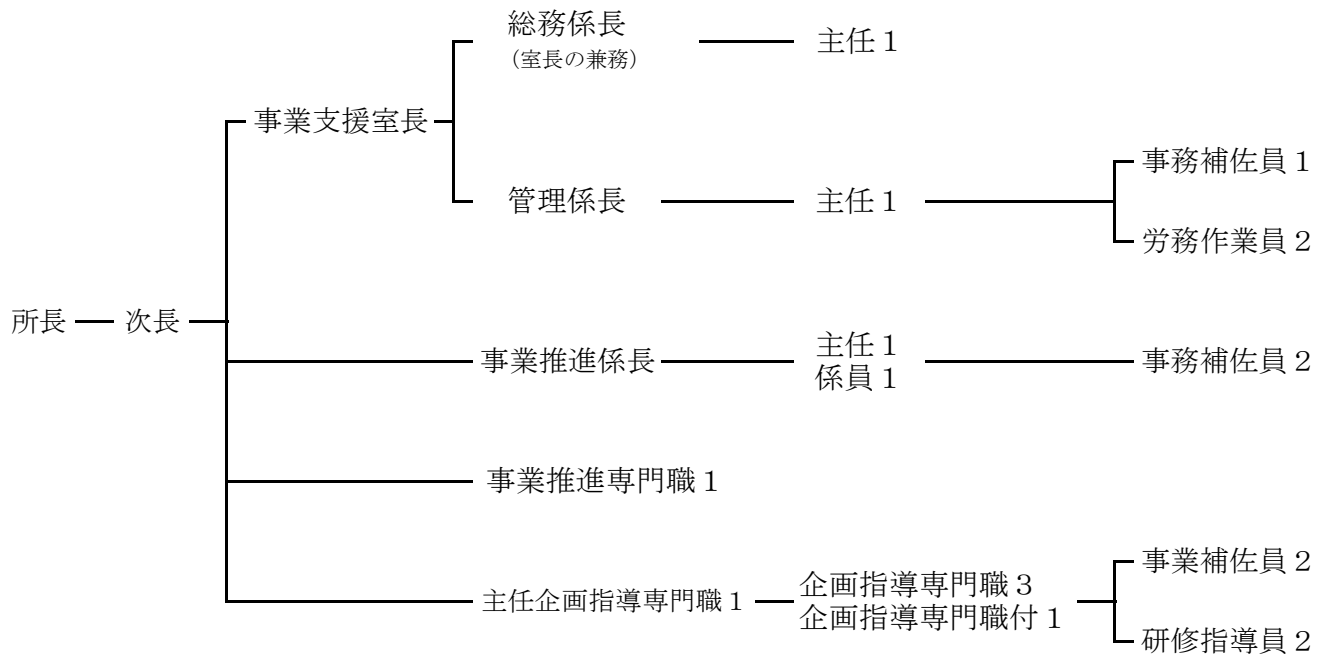 総務係長
(室長の兼務)
主任1
事業支援室長
事務補佐員1
管理係長
主任1
労務作業員2
所長
次長
事業推進係長
主任1
係員1
事務補佐員2
事業推進専門職1
事業補佐員2
主任企画指導専門職1
企画指導専門職3
企画指導専門職付1
研修指導員2